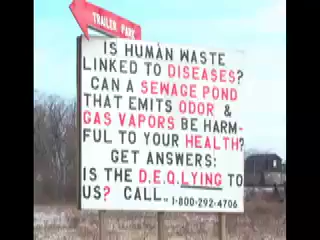 TRAILER PARK
IS HUMAN WASTE
LINKED TO DISEASES?
CAN A SEWAGE POND
THAT EMITS ODOR &
GAS VAPORS BE HARM-
FUL TO YOUR HEALTH?
GET ANSWERS:
IS THE D.E.Q. LYING TO
US? CALL.. 1-800-292-4706